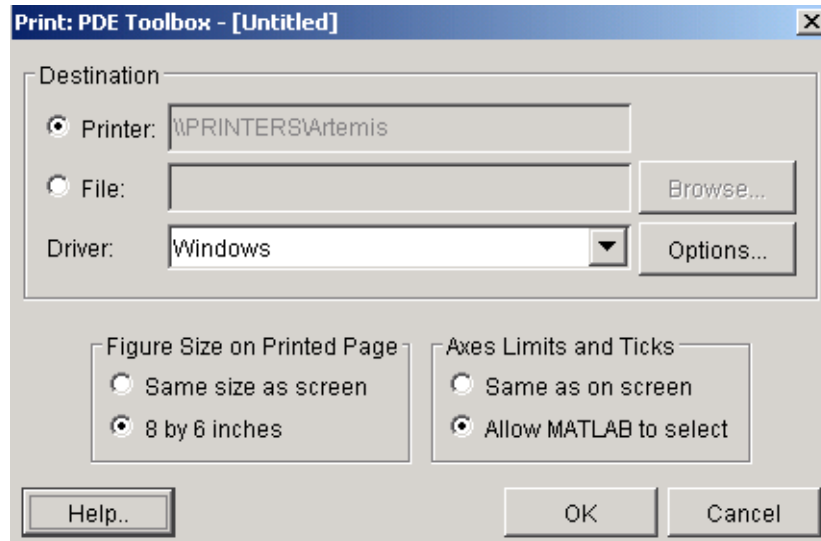 Print: PDE Toolbox - [Untitled]
Destination
Printer: \\PRINTERS\Artemis
File: Browse...
Driver: Windows Options...
Figure Size on Printed Page Axes Limits and Ticks
Same size as screen Same as on screen
8 by 6 inches Allow MATLAB to select
Help.. OK Cancel